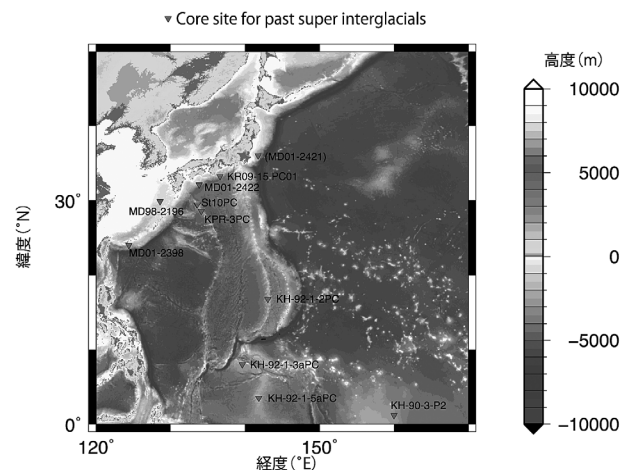 Core site for past super interglacials
高度(m)
10000
5000
0
−5000
−10000
(MD01-2421)
KR09-15 PC01
MD01-2422
St10PC
MD98-2196
KPR-3PC
MD01-2398
KH-92-1-2PC
KH-92-1-3aPC
KH-92-1-5aPC
KH-90-3-P2
30°
0°
緯度(°N)
120°
150°
経度(°E)